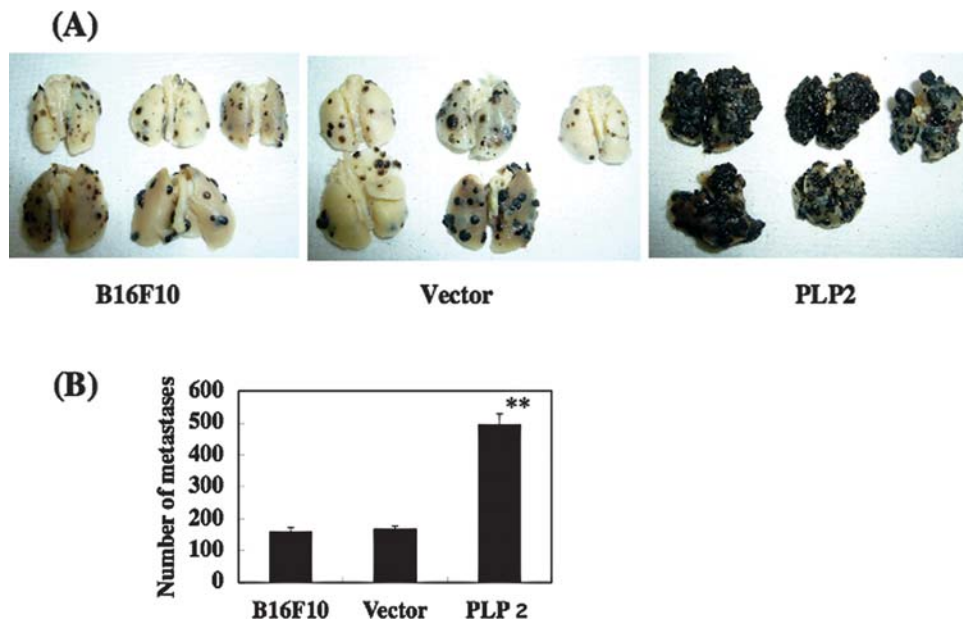 (A)
B16F10 Vector PLP2
(B)
Number of metastases
600
500
400
300
200
100
0
**
B16F10 Vector PLP 2